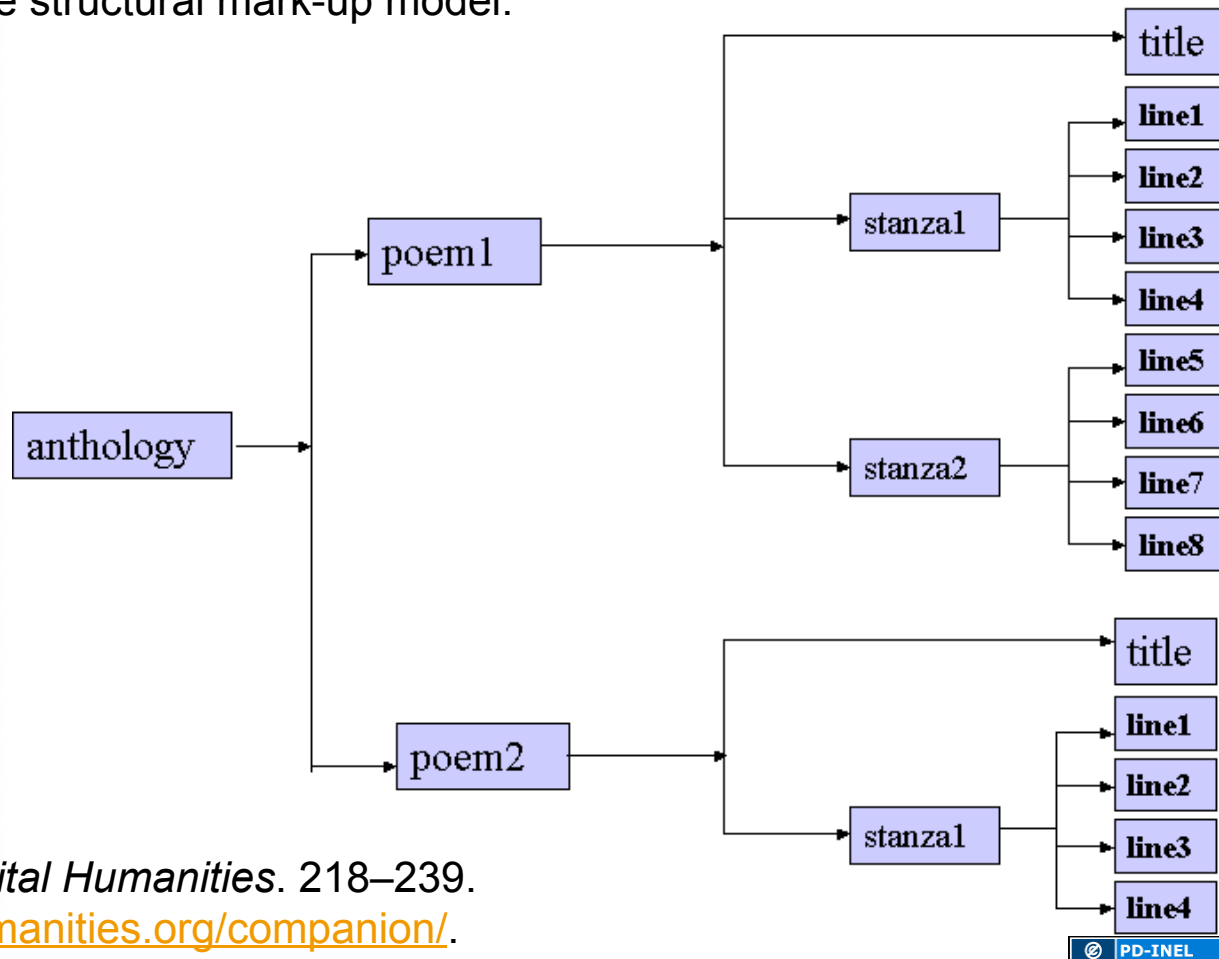 e structural mark-up model.
title
line1
line2
stanza1
line3
poem1
line4
line5
line6
anthology
stanza2
line7
line8
title
line1
poem2
line2
stanza1
line3
line4
ital Humanities. 218–239.
manities.org/companion/.
PD-INEL